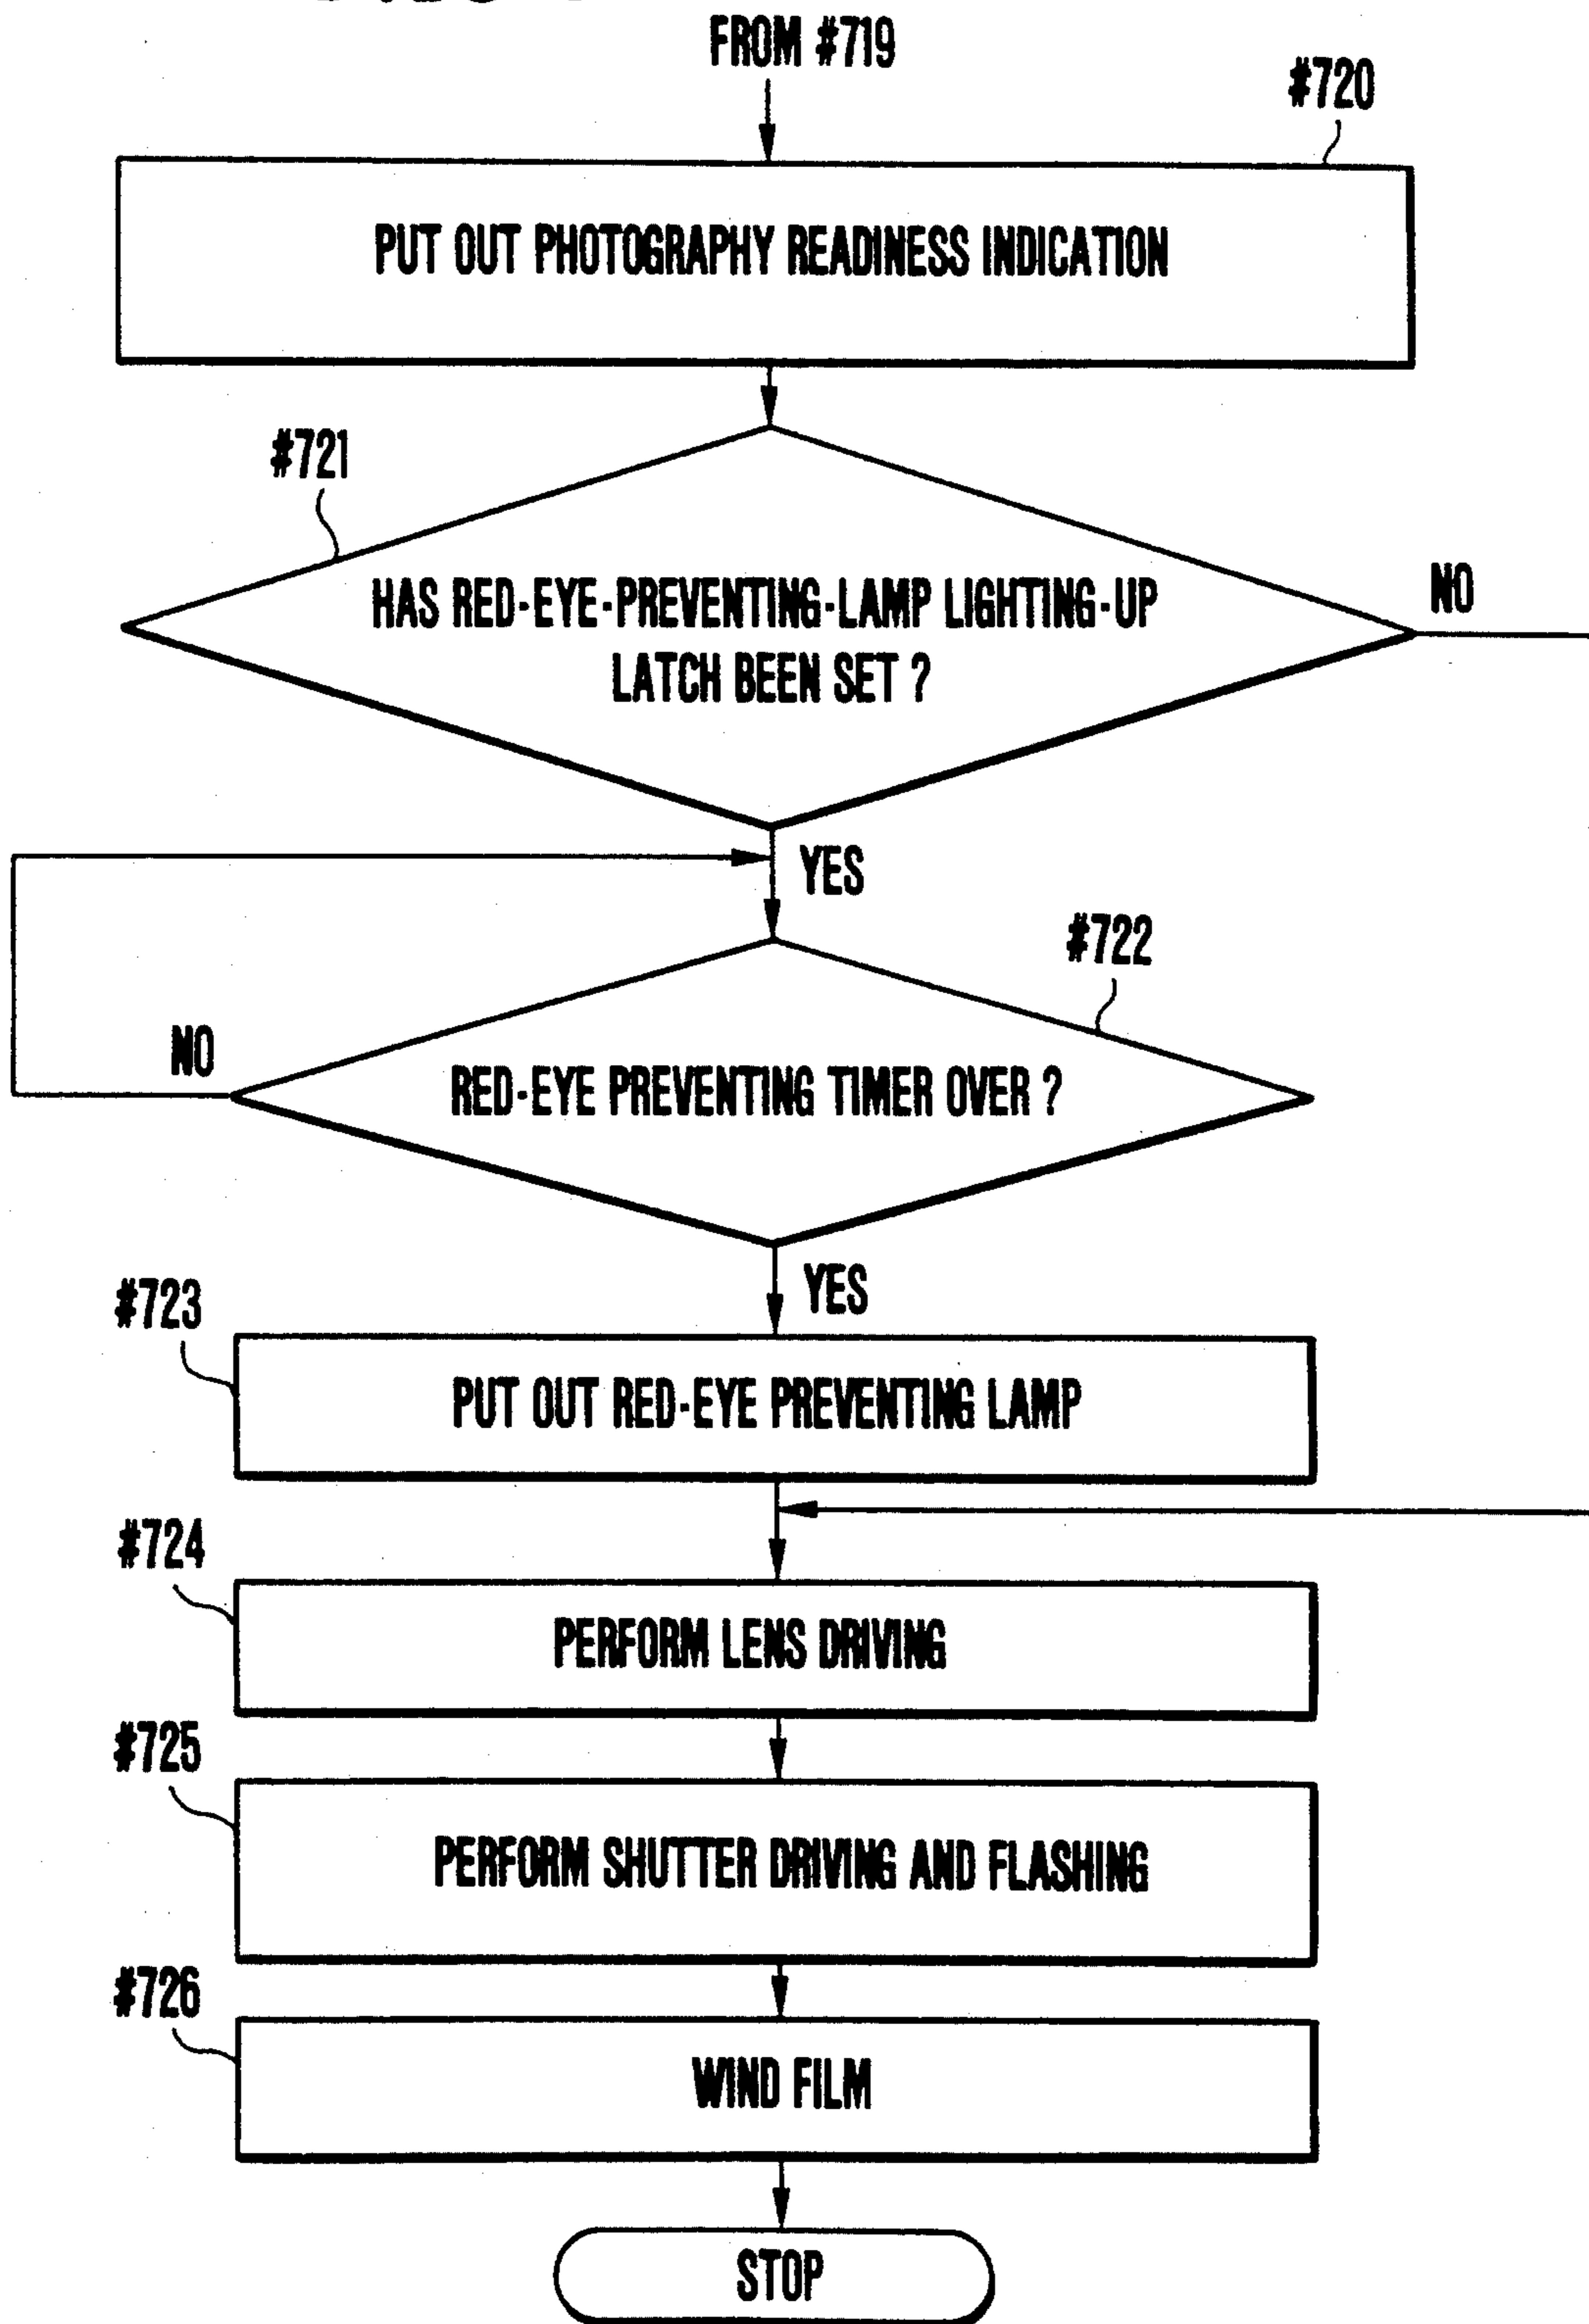 FROM #719
#720
PUT OUT PHOTOGRAPHY READINESS INDICATION
#721
HAS RED-EYE-PREVENTING-LAMP LIGHTING-UP
LATCH BEEN SET ?
NO
YES
#722
NO
RED-EYE PREVENTING TIMER OVER ?
YES
#723
PUT OUT RED-EYE PREVENTING LAMP
#724
PERFORM LENS DRIVING
#725
PERFORM SHUTTER DRIVING AND FLASHING
#726
WIND FILM
STOP